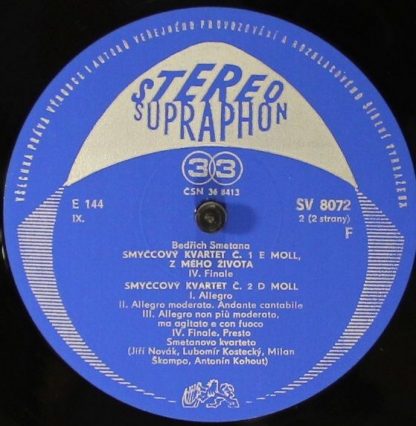 VŠECHNA PRÁVA VÝROBCE I AUTORŮ VEŘEJNÉHO PROVOZOVÁNÍ A ROZHLASOVÉHO ŠÍŘENÍ VYHRAZENA
STEREO
SUPRAPHON
33
ČSN 36 8413
E 144
IX.
SV 8072
2 (2 strany)
F
Bedřich Smetana
SMYČCOVÝ KVARTET Č. 1 E MOLL,
Z MÉHO ŽIVOTA
IV. Finale
SMYČCOVÝ KVARTET Č. 2 D MOLL
I. Allegro
II. Allegro moderato. Andante cantabile
III. Allegro non più moderato,
ma agitato e con fuoco
IV. Finale. Presto
Smetanovo kvarteto
(Jiří Novák, Lubomír Kostecký, Milan
Škampa, Antonín Kohout)